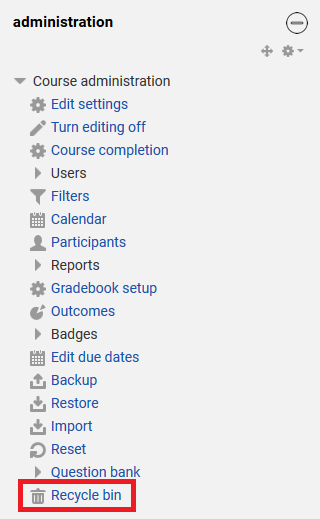 administration
Course administration
Edit settings
Turn editing off
Course completion
Users
Filters
Calendar
Participants
Reports
Gradebook setup
Outcomes
Badges
Edit due dates
Backup
Restore
Import
Reset
Question bank
Recycle bin